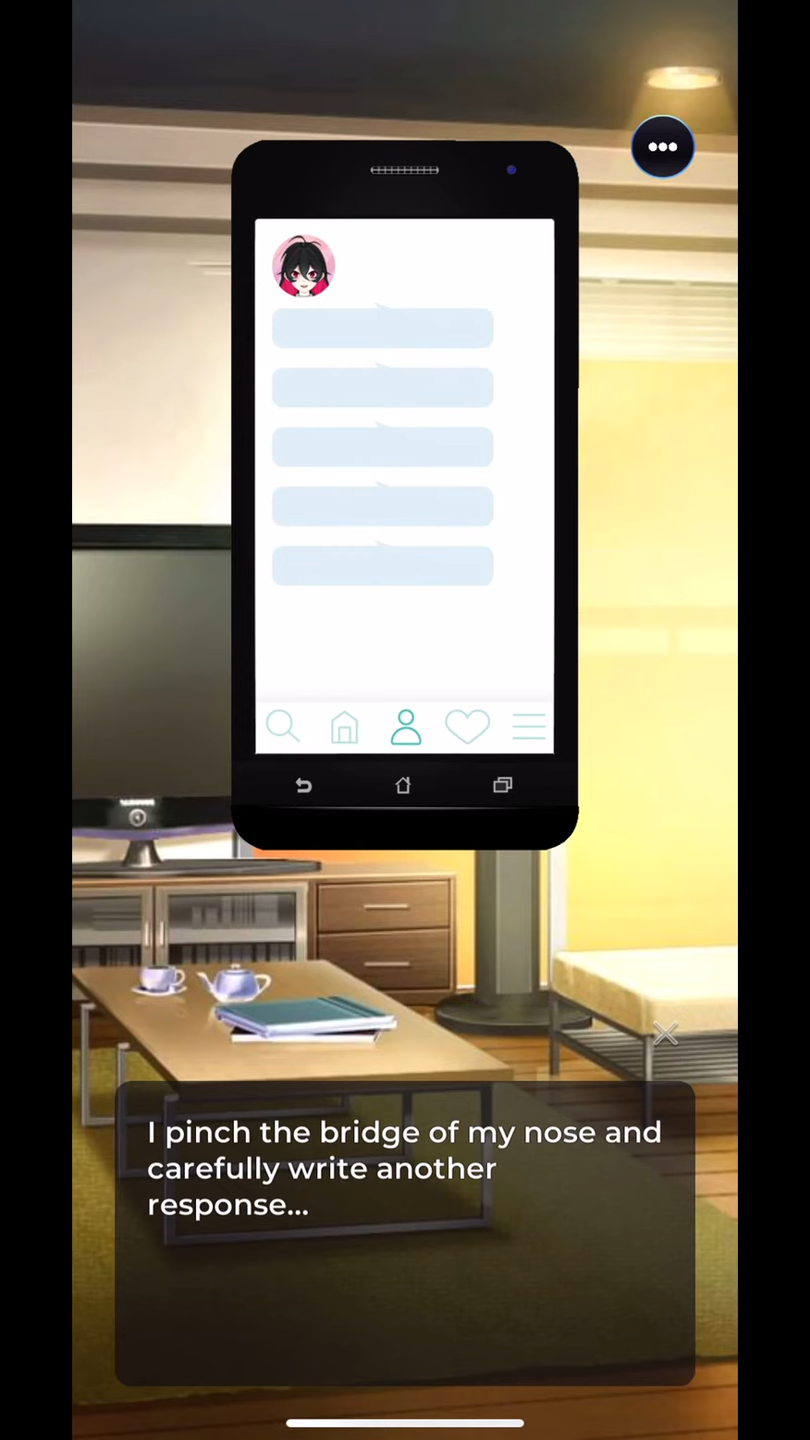 I pinch the bridge of my nose and
carefully write another
response...